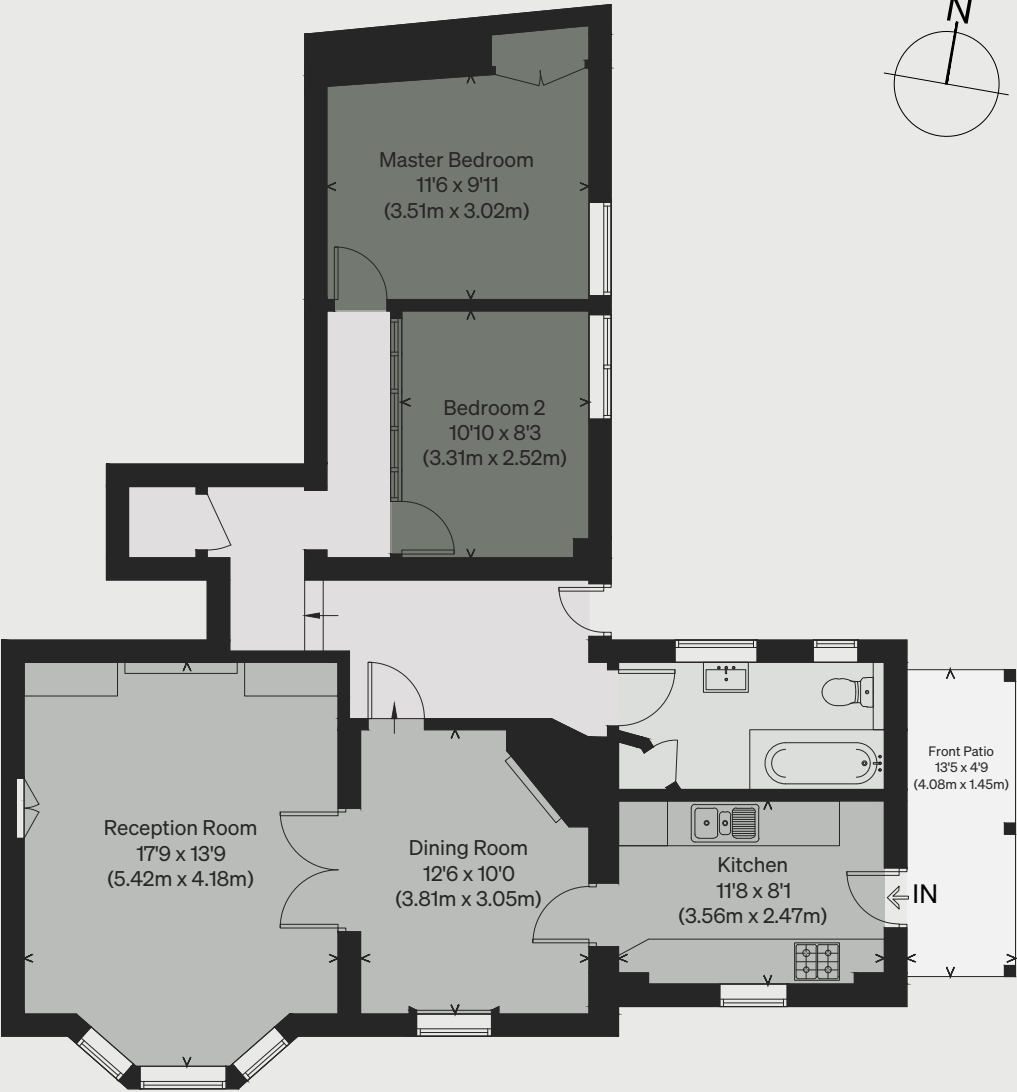 N
Master Bedroom
11'6 x 9'11
(3.51m x 3.02m)
Bedroom 2
10'10 x 8'3
(3.31m x 2.52m)
Front Patio
13'5 x 4'9
(4.08m x 1.45m)
Reception Room
17'9 x 13'9
(5.42m x 4.18m)
Dining Room
12'6 x 10'0
(3.81m x 3.05m)
Kitchen
11'8 x 8'1
(3.56m x 2.47m)
IN